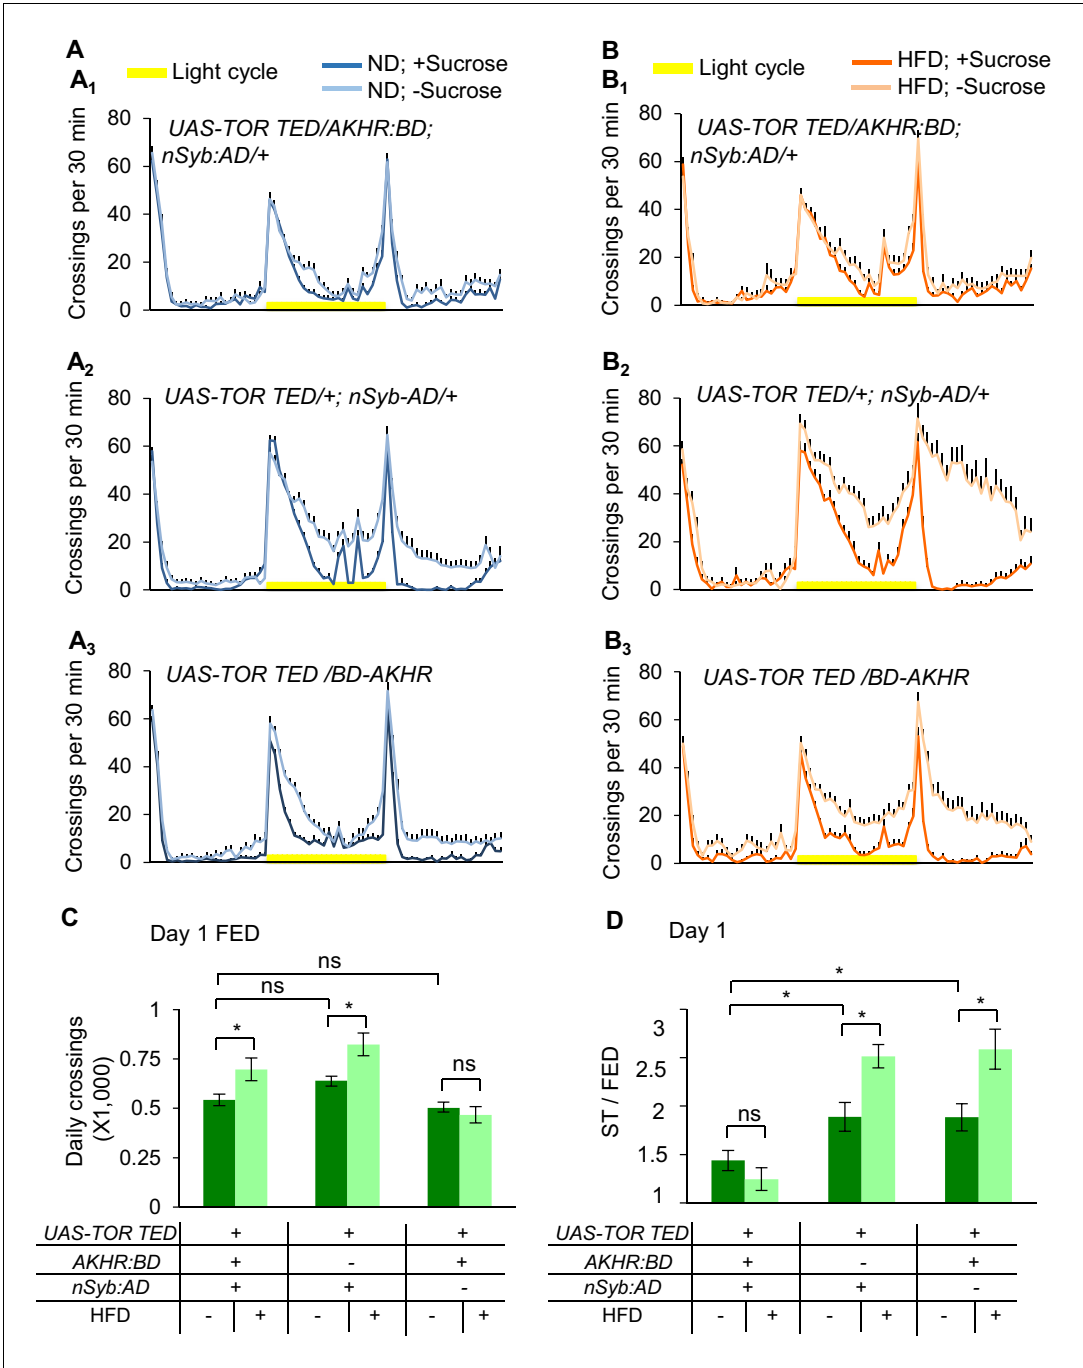 A
Light cycle
ND; +Sucrose
ND; -Sucrose
A1
UAS-TOR TED/AKHR:BD;
nSyb:AD/+
Crossings per 30 min
80
60
40
20
0
B
Light cycle
HFD; +Sucrose
HFD; -Sucrose
B1
UAS-TOR TED/AKHR:BD;
nSyb:AD/+
Crossings per 30 min
80
60
40
20
0
A2
UAS-TOR TED/+; nSyb-AD/+
Crossings per 30 min
80
60
40
20
0
B2
UAS-TOR TED/+; nSyb-AD/+
Crossings per 30 min
80
60
40
20
0
A3
UAS-TOR TED /BD-AKHR
Crossings per 30 min
80
60
40
20
0
B3
UAS-TOR TED /BD-AKHR
Crossings per 30 min
80
60
40
20
0
C
Day 1 FED
ns
ns
*
*
ns
Daily crossings
(X1,000)
1
0.75
0.5
0.25
0
UAS-TOR TED + + +
AKHR:BD + - +
nSyb:AD + + -
HFD - + - + - +
D
Day 1
*
*
*
*
ns
ST / FED
3
2.5
2
1.5
1
UAS-TOR TED + + +
AKHR:BD + - +
nSyb:AD + + -
HFD - + - + - +